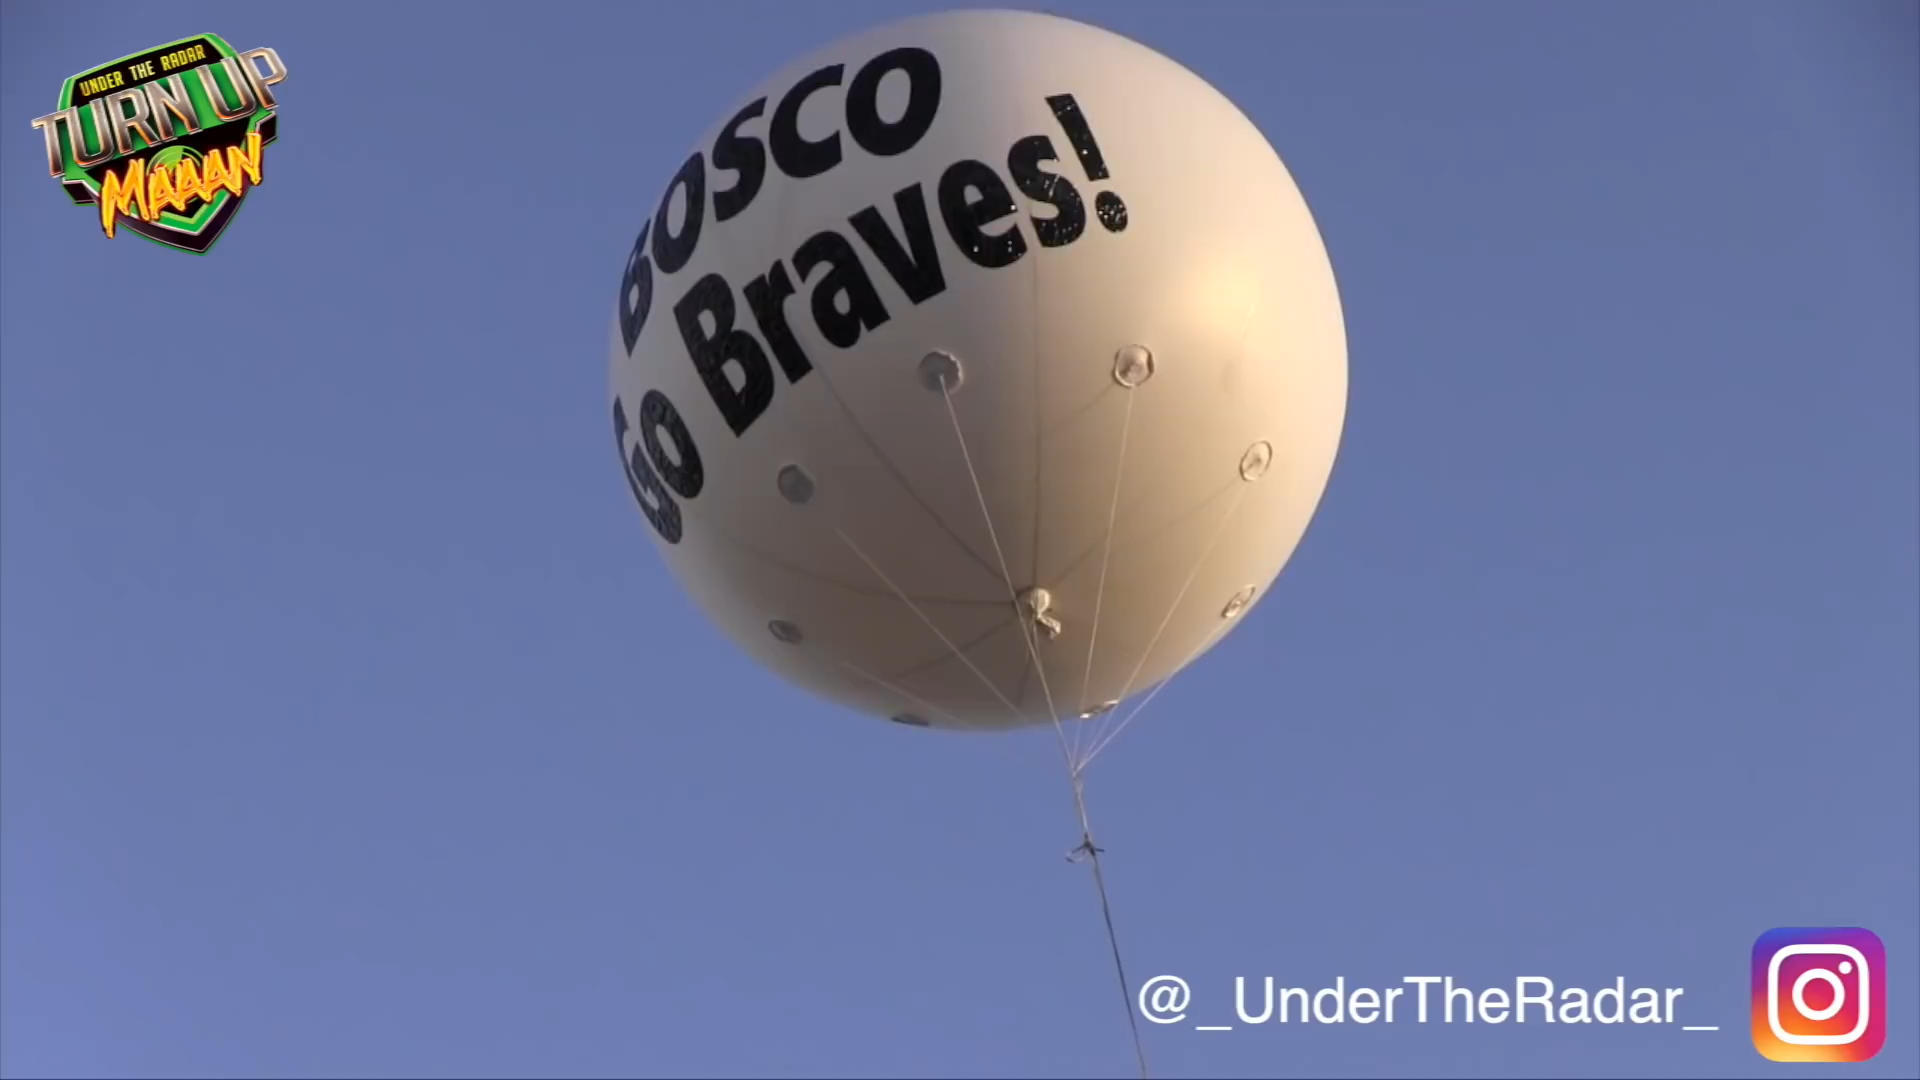 UNDER THE RADAR
TURN UP
MAAAN
BOSCO
Go Braves!
@_UnderTheRadar_